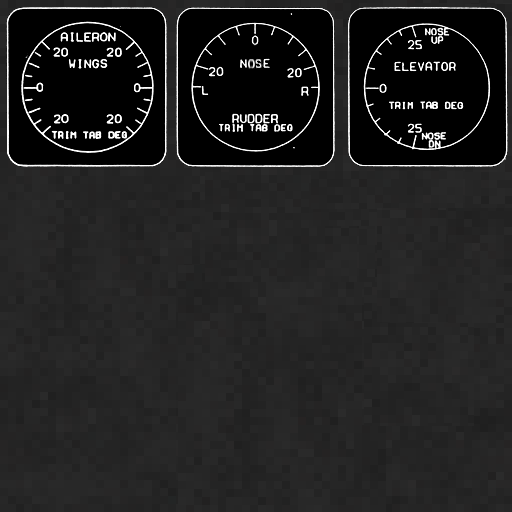 AILERON
20 20
WINGS
0 0
20 20
TRIM TAB DEG
0
NOSE
20 20
L R
RUDDER
TRIM TAB DEG
NOSE
UP
25
ELEVATOR
0
TRIM TAB DEG
25
NOSE
DN